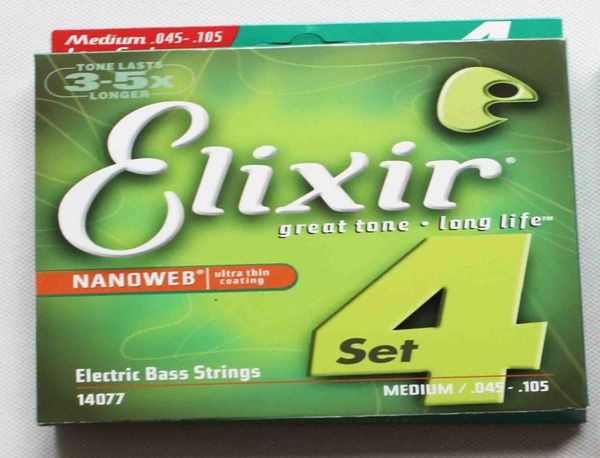 Medium .045-.105
4
TONE LASTS
3-5x
LONGER
Elixir®
great tone • long life™
NANOWEB® ultra thin
coating
4
Set
Electric Bass Strings
14077
MEDIUM / .045 - .105